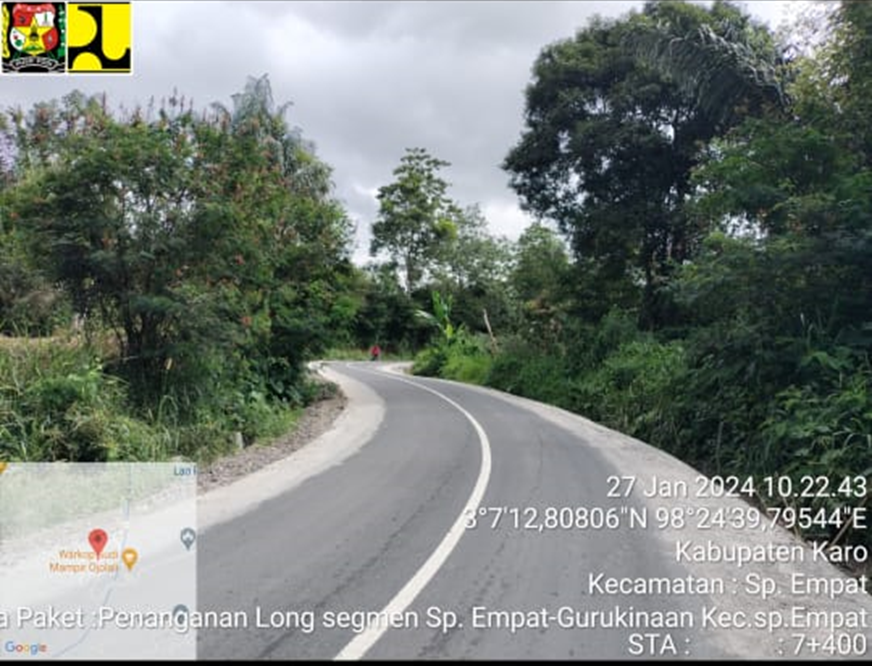 27 Jan 2024 10.22.43
3°7'12,80806"N 98°24'39,79544"E
Kabupaten Karo
Kecamatan : Sp. Empat
a Paket :Penanganan Long segmen Sp. Empat-Gurukinaan Kec.sp.Empat
STA : : 7+400
Warkop Budi
Mampir Ojolali
Google